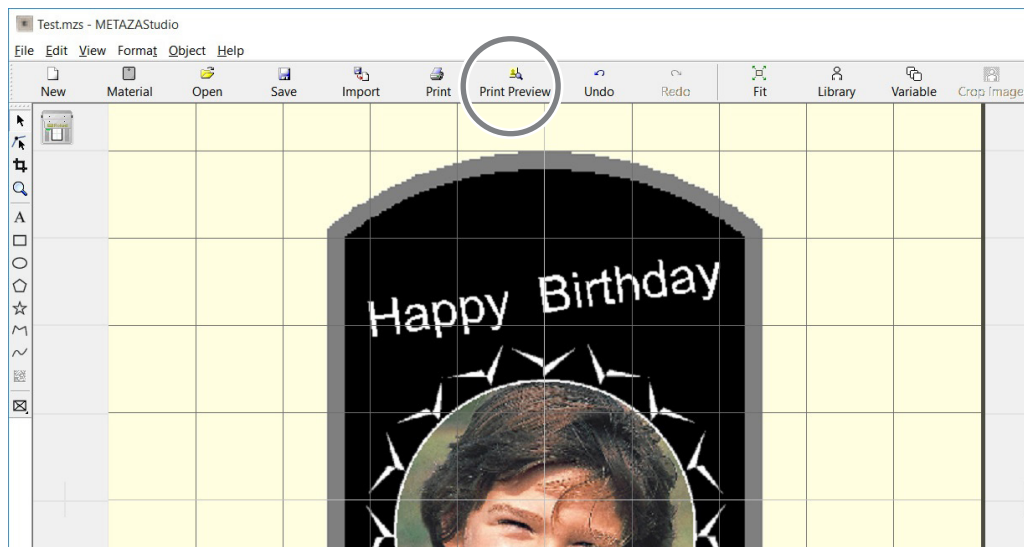 Test.mzs - METAZAStudio
File Edit View Format Object Help
New Material Open Save Import Print Print Preview Undo Redo Fit Library Variable Crop Image
A
Happy Birthday